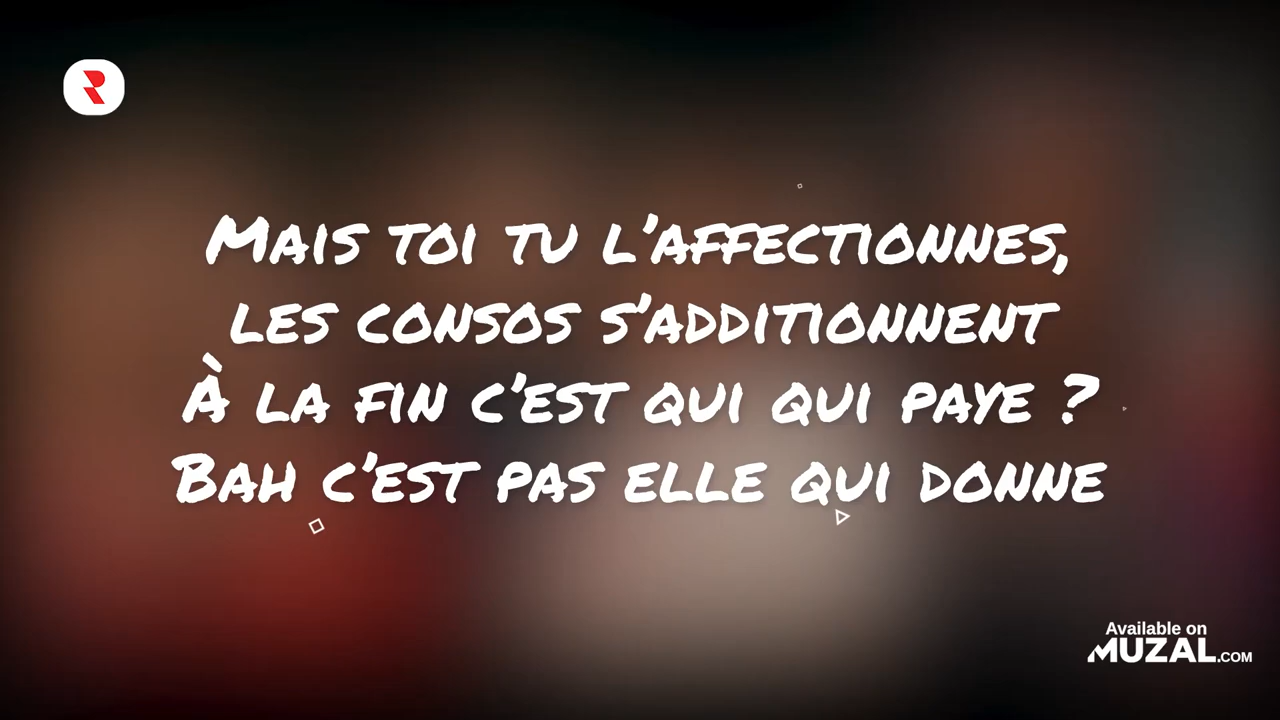 Mais toi tu l'affectionnes,
les consos s'additionnent
À la fin c'est qui qui paye ?
Bah c'est pas elle qui donne
Available on
MUZAL.COM